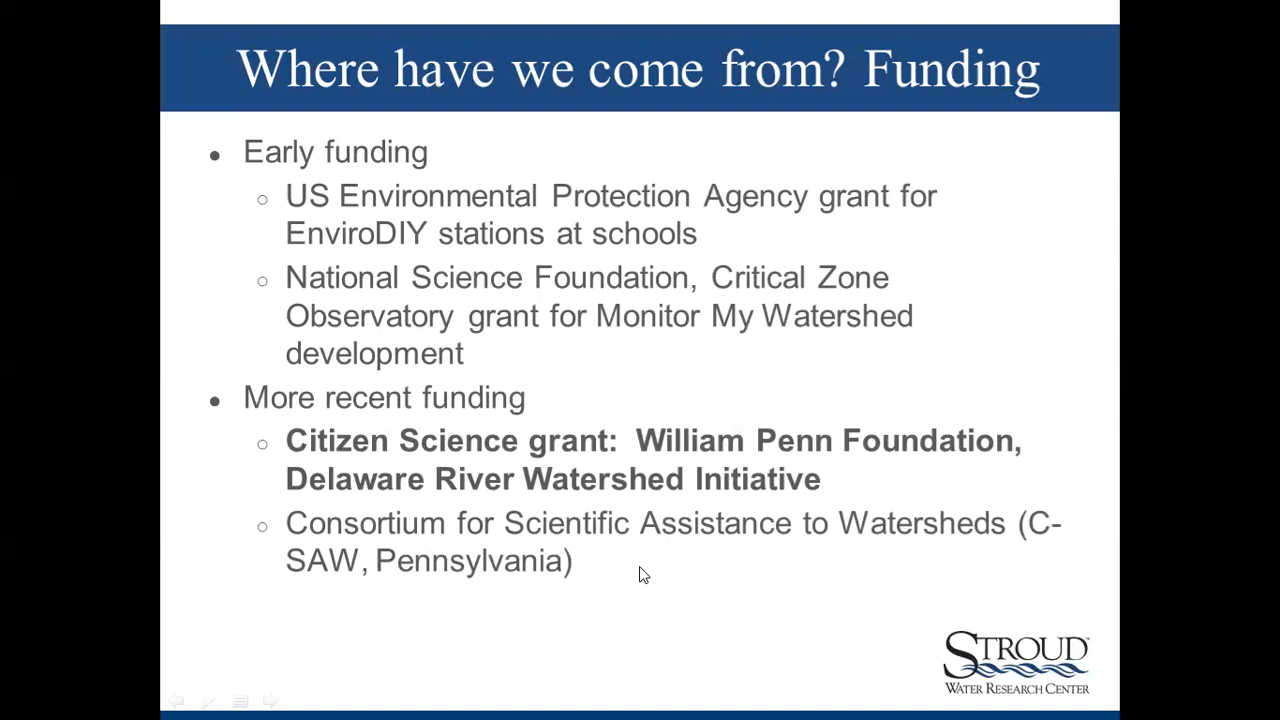 Where have we come from? Funding
● Early funding
○ US Environmental Protection Agency grant for
EnviroDIY stations at schools
○ National Science Foundation, Critical Zone
Observatory grant for Monitor My Watershed
development
● More recent funding
○ Citizen Science grant: William Penn Foundation,
Delaware River Watershed Initiative
○ Consortium for Scientific Assistance to Watersheds (C-
SAW, Pennsylvania)
STROUD™
WATER RESEARCH CENTER